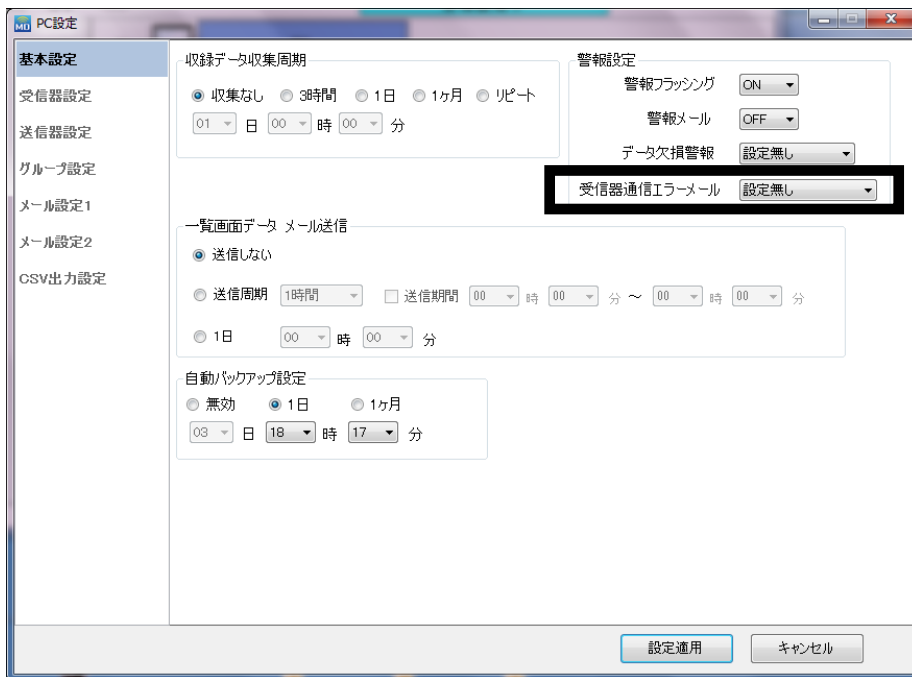 MD PC設定
基本設定
受信器設定
送信器設定
グループ設定
メール設定1
メール設定2
CSV出力設定
収録データ収集周期
収集なし 3時間 1日 1ヶ月 リピート
01 日 00 時 00 分
警報設定
警報フラッシング ON
警報メール OFF
データ欠損警報 設定無し
受信器通信エラーメール 設定無し
一覧画面データ メール送信
送信しない
送信周期 1時間 送信期間 00 時 00 分 ～ 00 時 00 分
1日 00 時 00 分
自動バックアップ設定
無効 1日 1ヶ月
03 日 18 時 17 分
設定適用 キャンセル